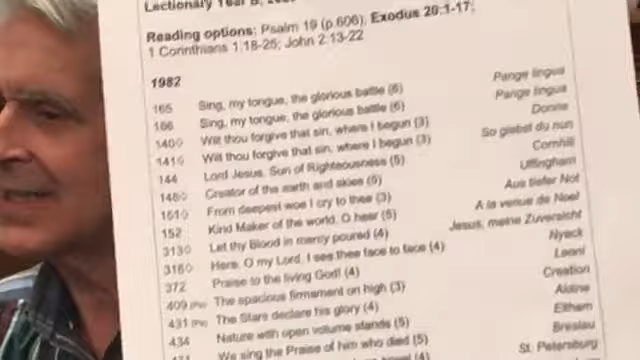 Lectionary Year B,
Reading options: Psalm 19 (p.606), Exodus 20:1-17;
1 Corinthians 1.18-25; John 2.13-22
1982
165 Sing, my tongue, the glorious battle (6) Pange lingua
166 Sing, my tongue, the glorious battle (6) Pange lingua
140◊ Wilt thou forgive that sin, where I begun (3) Donne
141◊ Wilt thou forgive that sin, where I begun (3) So giebst du nun
144 Lord Jesus, Sun of Righteousness (5) Cornhill
148◊ Creator of the earth and skies (5) Uffingham
151◊ From deepest woe I cry to thee (3) Aus tiefer Not
152 Kind Maker of the world, O hear (5) A la venue de Noel
313◊ Let thy Blood in mercy poured (4) Jesus, meine Zuversicht
318◊ Here, O my Lord, I see thee face to face (4) Nyack
372 Praise to the living God! (4) Leoni
409 The spacious firmament on high (3) Creation
431 The Stars declare his glory (4) Aldine
434 Nature with open volume stands (5) Eltham
471 We sing the Praise of him who died (5) Breslau
(4) St. Petersburg